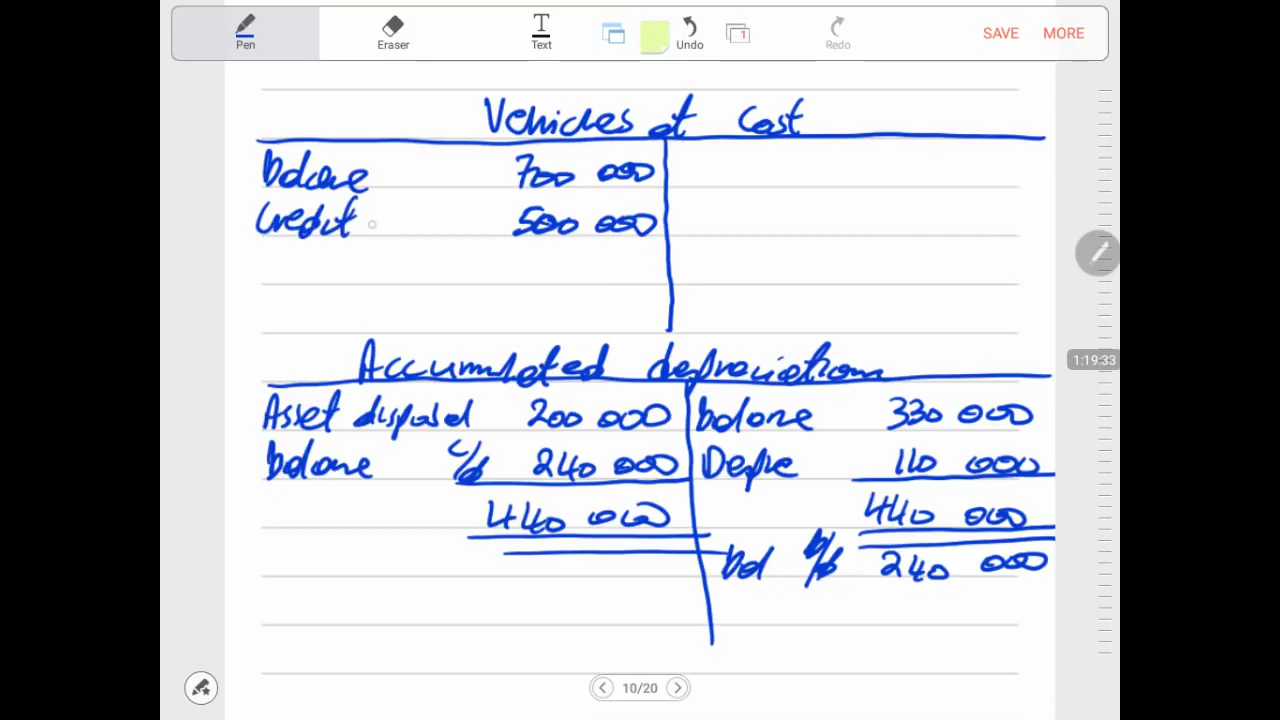 Pen Eraser Text Undo 1 Redo SAVE MORE
Vehicles at Cost
Balance 700 000
Credit 500 000
1:19:33
Accumulated depreciation
Asset disposal 200 000 Balance 330 000
Balance c/d 240 000 Depre 110 000
440 000 440 000
Bal b/d 240 000
10/20